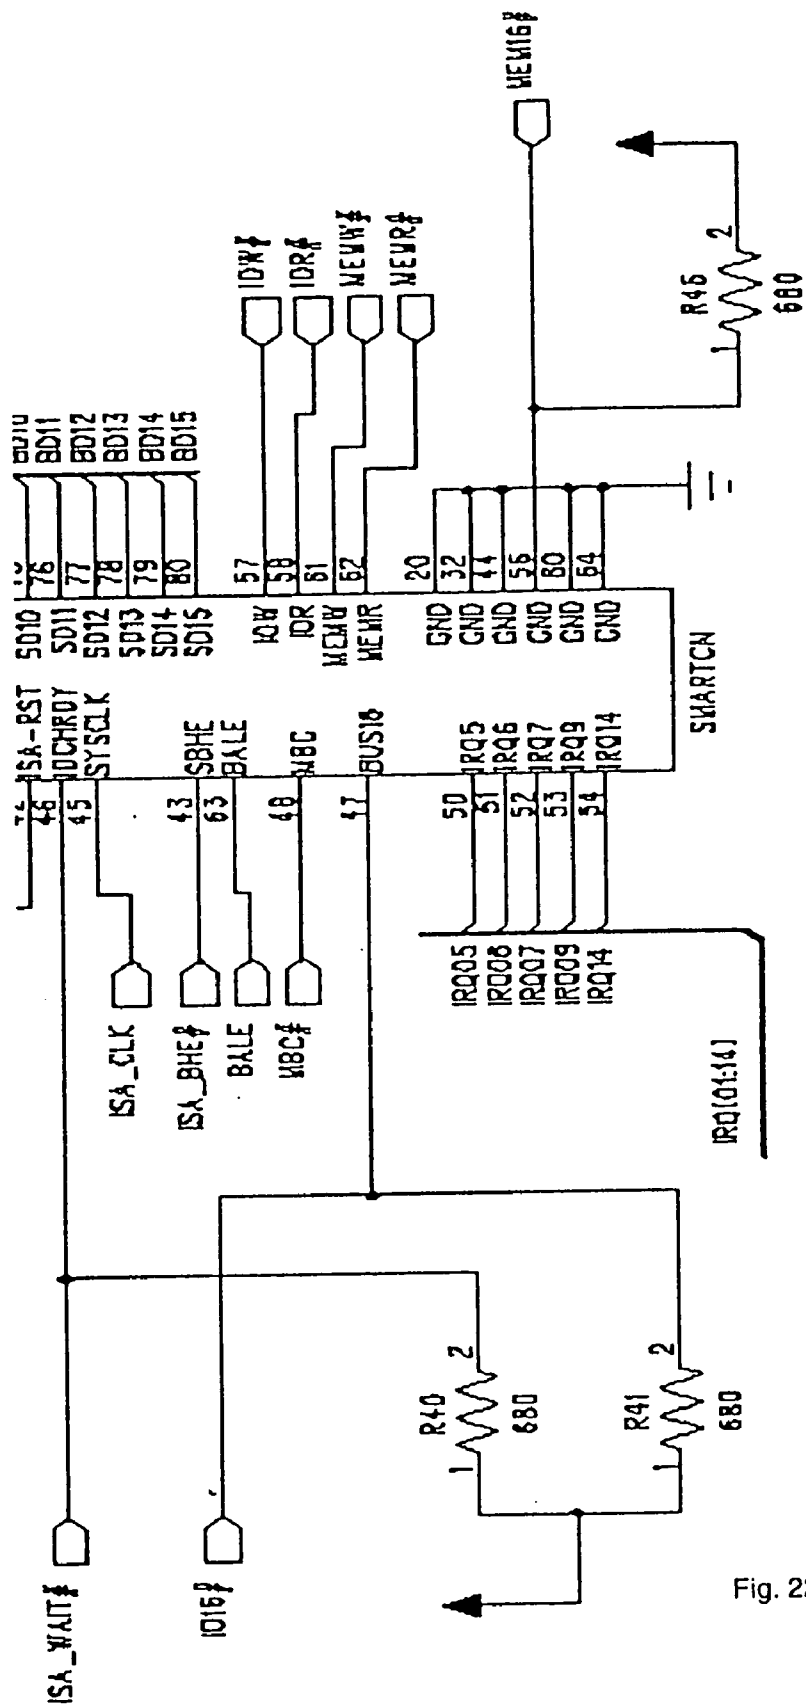 SD10
SD11
SD12
SD13
SD14
SD15
76
77
78
79
80
BD10
BD11
BD12
BD13
BD14
BD15
IOW
IOR
MEMW
MEMR
57
58
61
62
IOW#
IOR#
MEMW#
MEMR#
GND
GND
GND
GND
GND
GND
20
32
44
56
60
64
MEM16#
R46
1
2
680
ISA-RST
IOCHRDY
SYSCLK
SBHE
BALE
MBC
BUS16
46
45
43
63
48
47
ISA_CLK
ISA_BHE#
BALE
MBC#
IRQ5
IRQ6
IRQ7
IRQ9
IRQ14
50
51
52
53
54
IRQ05
IRQ06
IRQ07
IRQ09
IRQ14
IRQ[01:14]
SMARTCN
ISA_WAIT#
IO16#
R40
1
2
680
R41
1
2
680